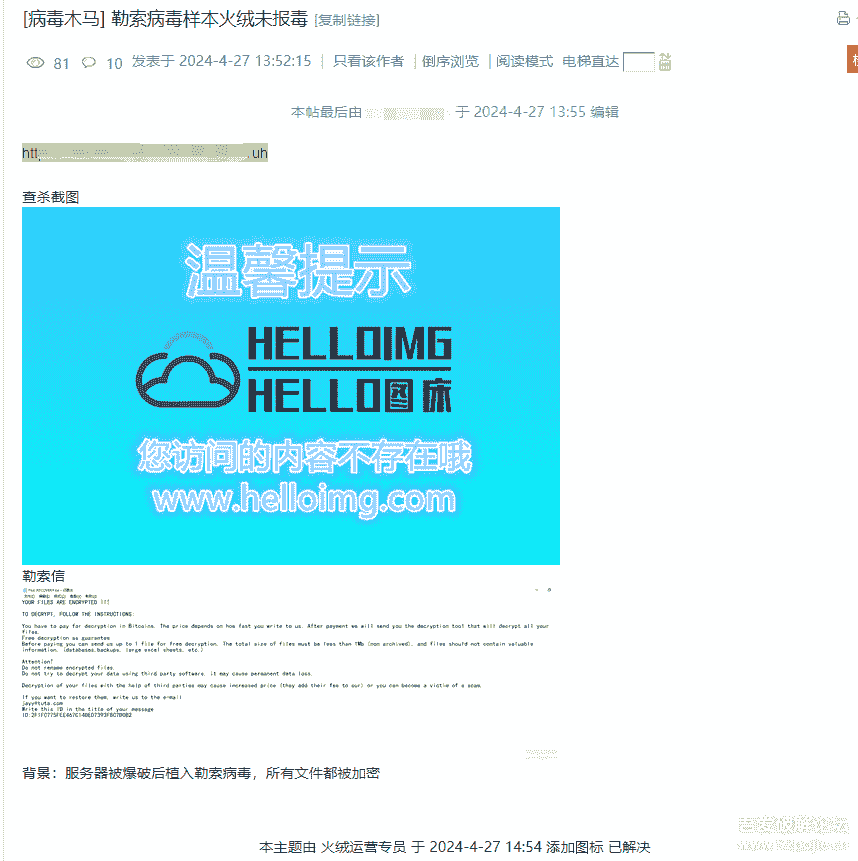 [病毒木马] 勒索病毒样本火绒未报毒 [复制链接]
81 10 发表于 2024-4-27 13:52:15 | 只看该作者 | 倒序浏览 | 阅读模式 电梯直达
本帖最后由 于 2024-4-27 13:55 编辑
htt .uh
查杀截图
温馨提示
HELLOIMG
HELLO图床
您访问的内容不存在哦
www.helloimg.com
勒索信
YOUR FILES ARE ENCRYPTED !!!
TO DECRYPT, FOLLOW THE INSTRUCTIONS:
You have to pay for decryption in Bitcoins. The price depends on how fast you write to us. After payment we will send you the decryption tool that will decrypt all your
files.
Free decryption as guarantee
Before paying you can send us up to 1 file for free decryption. The total size of files must be less than 1Mb (non archived), and files should not contain valuable
information. (databases,backups, large excel sheets, etc.)
Attention!
Do not rename encrypted files.
Do not try to decrypt your data using third party software, it may cause permanent data loss.
Decryption of your files with the help of third parties may cause increased price (they add their fee to our) or you can become a victim of a scam.
If you want to restore them, write us to the e-mail
Write this ID in the title of your message
背景：服务器被爆破后植入勒索病毒，所有文件都被加密
吾爱破解论坛
www.52pojie.cn
本主题由 火绒运营专员 于 2024-4-27 14:54 添加图标 已解决